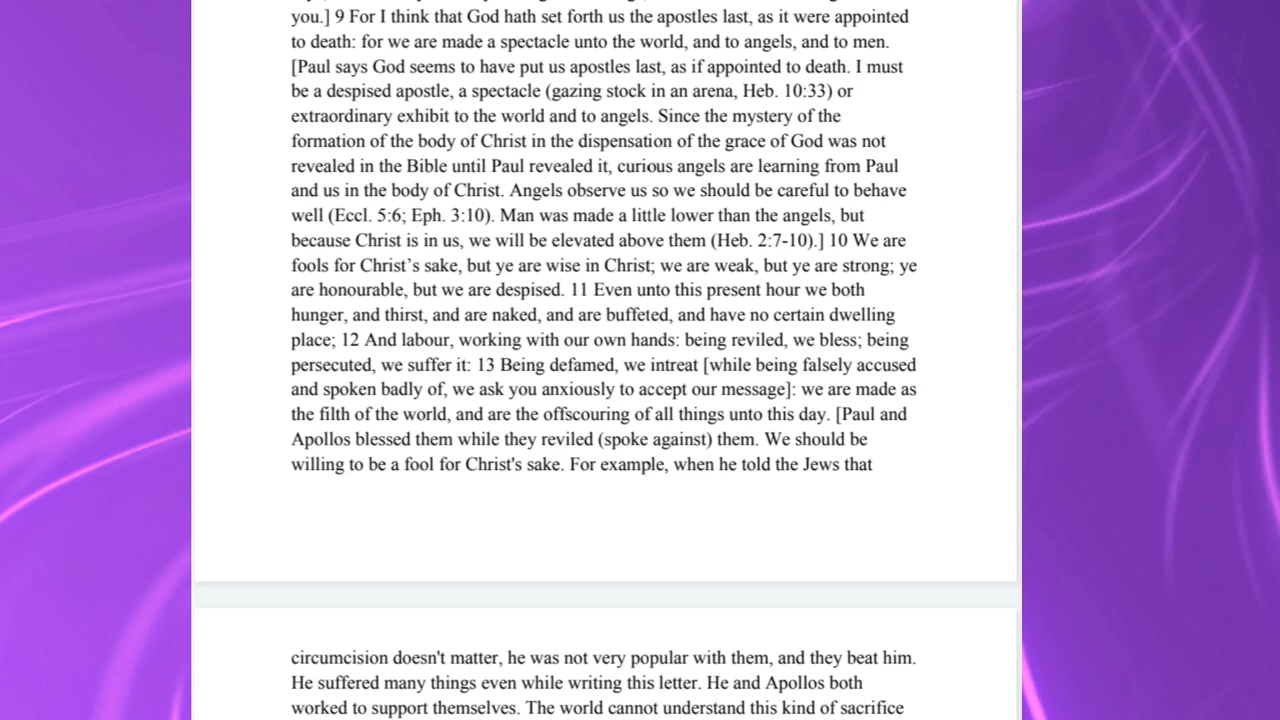 you.] 9 For I think that God hath set forth us the apostles last, as it were appointed
to death: for we are made a spectacle unto the world, and to angels, and to men.
[Paul says God seems to have put us apostles last, as if appointed to death. I must
be a despised apostle, a spectacle (gazing stock in an arena, Heb. 10:33) or
extraordinary exhibit to the world and to angels. Since the mystery of the
formation of the body of Christ in the dispensation of the grace of God was not
revealed in the Bible until Paul revealed it, curious angels are learning from Paul
and us in the body of Christ. Angels observe us so we should be careful to behave
well (Eccl. 5:6; Eph. 3:10). Man was made a little lower than the angels, but
because Christ is in us, we will be elevated above them (Heb. 2:7-10).] 10 We are
fools for Christ’s sake, but ye are wise in Christ; we are weak, but ye are strong; ye
are honourable, but we are despised. 11 Even unto this present hour we both
hunger, and thirst, and are naked, and are buffeted, and have no certain dwelling
place; 12 And labour, working with our own hands: being reviled, we bless; being
persecuted, we suffer it: 13 Being defamed, we intreat [while being falsely accused
and spoken badly of, we ask you anxiously to accept our message]: we are made as
the filth of the world, and are the offscouring of all things unto this day. [Paul and
Apollos blessed them while they reviled (spoke against) them. We should be
willing to be a fool for Christ's sake. For example, when he told the Jews that
circumcision doesn't matter, he was not very popular with them, and they beat him.
He suffered many things even while writing this letter. He and Apollos both
worked to support themselves. The world cannot understand this kind of sacrifice